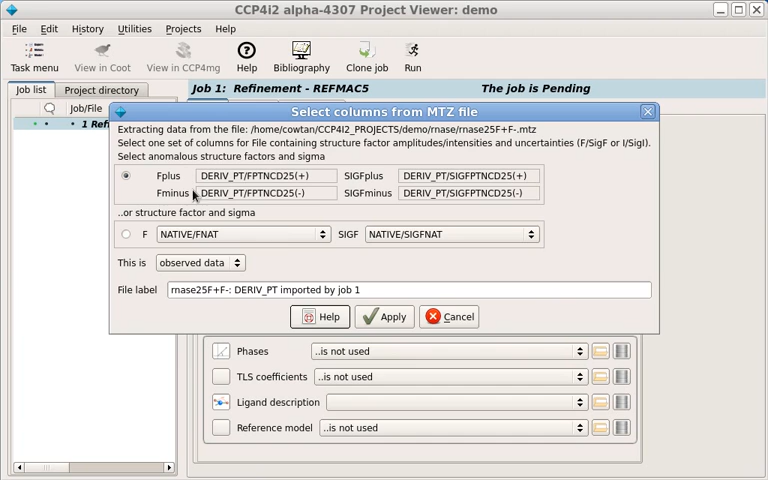 CCP4i2 alpha-4307 Project Viewer: demo
File Edit History Utilities Projects Help
Task menu View in Coot View in CCP4mg Help Bibliography Clone job Run
Job list Project directory
Job 1: Refinement - REFMAC5 The job is Pending
Job/File
1 Refi
Select columns from MTZ file
Extracting data from the file: /home/cowtan/CCP4I2_PROJECTS/demo/rnase/rnase25F+F-.mtz
Select one set of columns for File containing structure factor amplitudes/intensities and uncertainties (F/SigF or I/SigI).
Select anomalous structure factors and sigma
Fplus DERIV_PT/FPTNCD25(+) SIGFplus DERIV_PT/SIGFPTNCD25(+)
Fminus DERIV_PT/FPTNCD25(-) SIGFminus DERIV_PT/SIGFPTNCD25(-)
..or structure factor and sigma
F NATIVE/FNAT SIGF NATIVE/SIGFNAT
This is observed data
File label rnase25F+F-: DERIV_PT imported by job 1
Help Apply Cancel
Phases ..is not used
TLS coefficients ..is not used
Ligand description
Reference model ..is not used